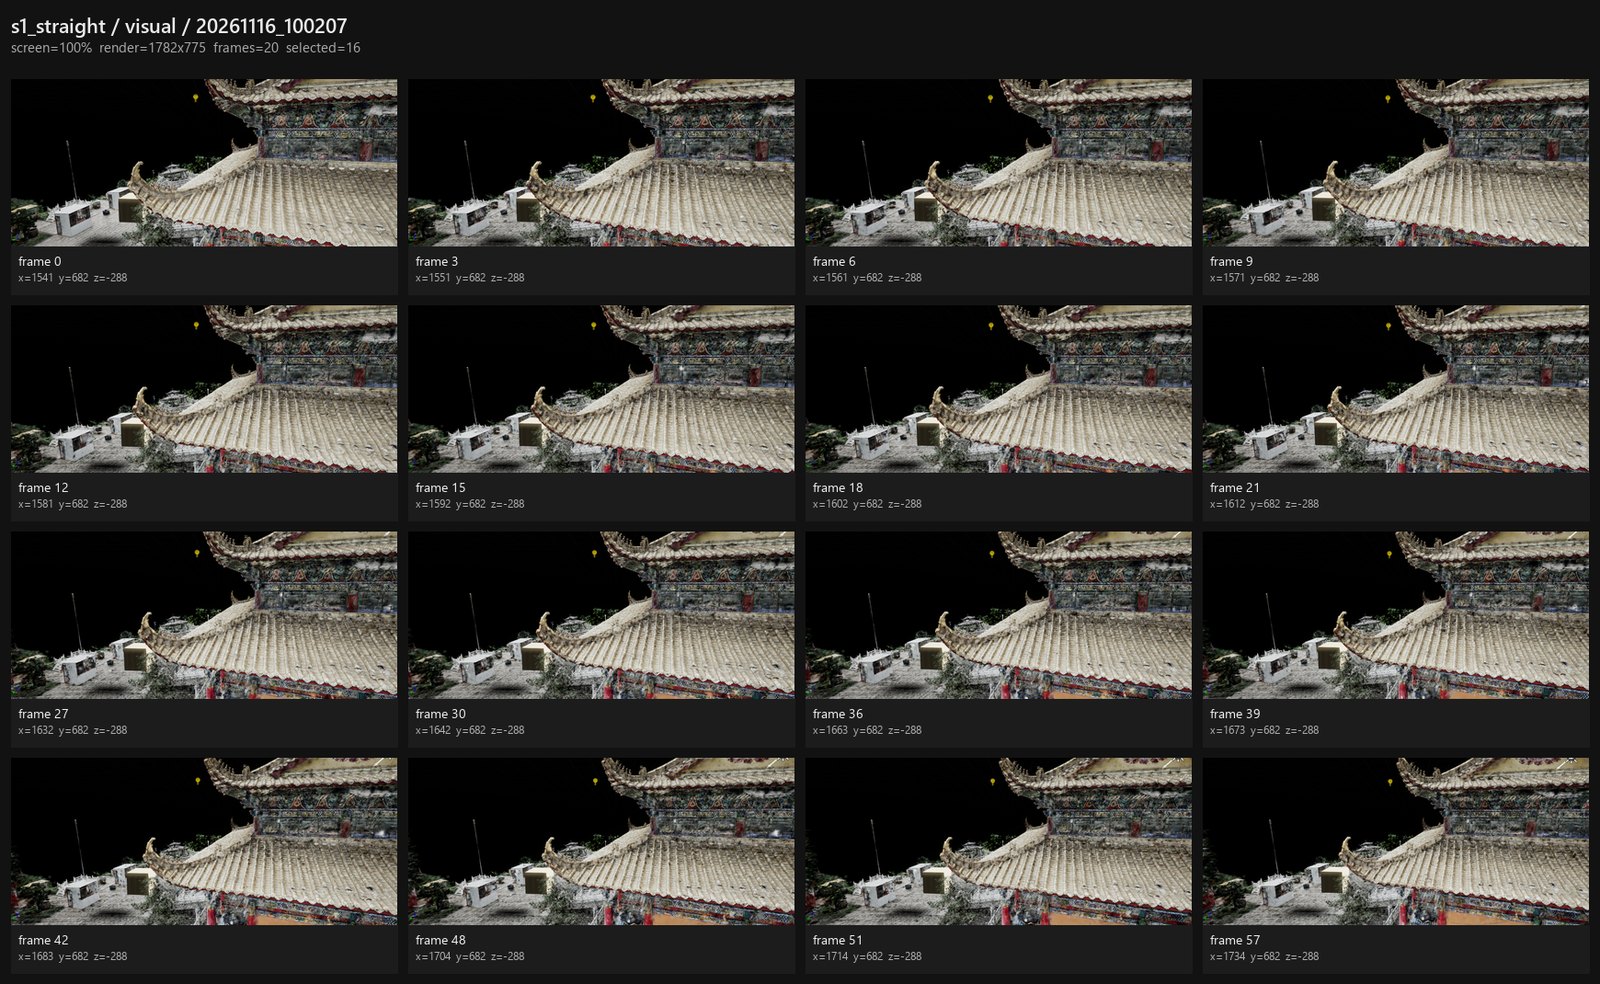 s1_straight / visual / 20261116_100207
screen=100% render=1782x775 frames=20 selected=16
frame 0
x=1541 y=682 z=-288
frame 3
x=1551 y=682 z=-288
frame 6
x=1561 y=682 z=-288
frame 9
x=1571 y=682 z=-288
frame 12
x=1581 y=682 z=-288
frame 15
x=1592 y=682 z=-288
frame 18
x=1602 y=682 z=-288
frame 21
x=1612 y=682 z=-288
frame 27
x=1632 y=682 z=-288
frame 30
x=1642 y=682 z=-288
frame 36
x=1663 y=682 z=-288
frame 39
x=1673 y=682 z=-288
frame 42
x=1683 y=682 z=-288
frame 48
x=1704 y=682 z=-288
frame 51
x=1714 y=682 z=-288
frame 57
x=1734 y=682 z=-288